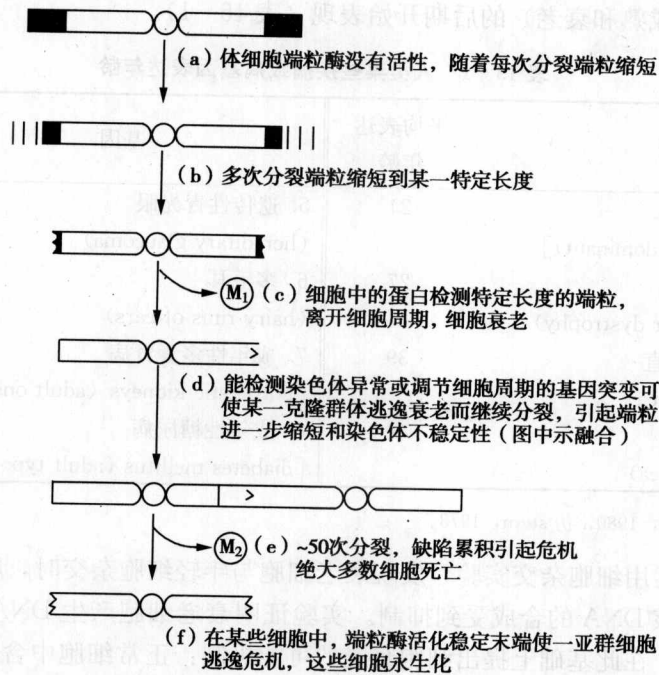 (a) 体细胞端粒酶没有活性，随着每次分裂端粒缩短
(b) 多次分裂端粒缩短到某一特定长度
M₁ (c) 细胞中的蛋白检测特定长度的端粒，
离开细胞周期，细胞衰老
(d) 能检测染色体异常或调节细胞周期的基因突变可
使某一克隆群体逃逸衰老而继续分裂，引起端粒
进一步缩短和染色体不稳定性（图中示融合）
M₂ (e) ~50次分裂，缺陷累积引起危机
绝大多数细胞死亡
(f) 在某些细胞中，端粒酶活化稳定末端使一亚群细胞
逃逸危机，这些细胞永生化